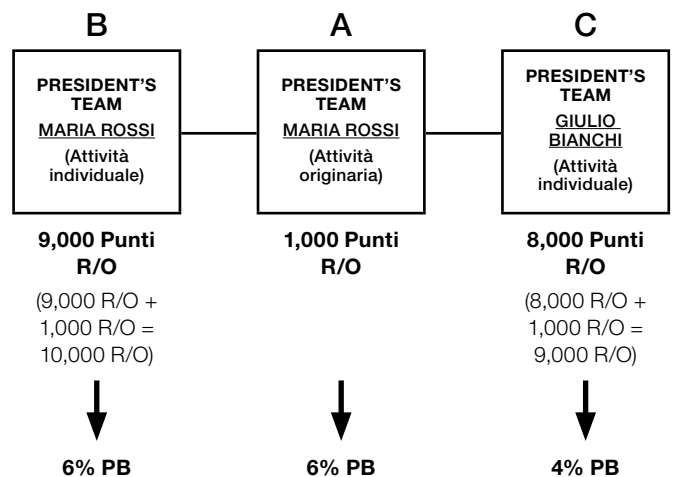 B
PRESIDENT'S
TEAM
MARIA ROSSI
(Attività
individuale)
9,000 Punti
R/O
(9,000 R/O +
1,000 R/O =
10,000 R/O)
6% PB
A
PRESIDENT'S
TEAM
MARIA ROSSI
(Attività
originaria)
1,000 Punti
R/O
6% PB
C
PRESIDENT'S
TEAM
GIULIO
BIANCHI
(Attività
individuale)
8,000 Punti
R/O
(8,000 R/O +
1,000 R/O =
9,000 R/O)
4% PB